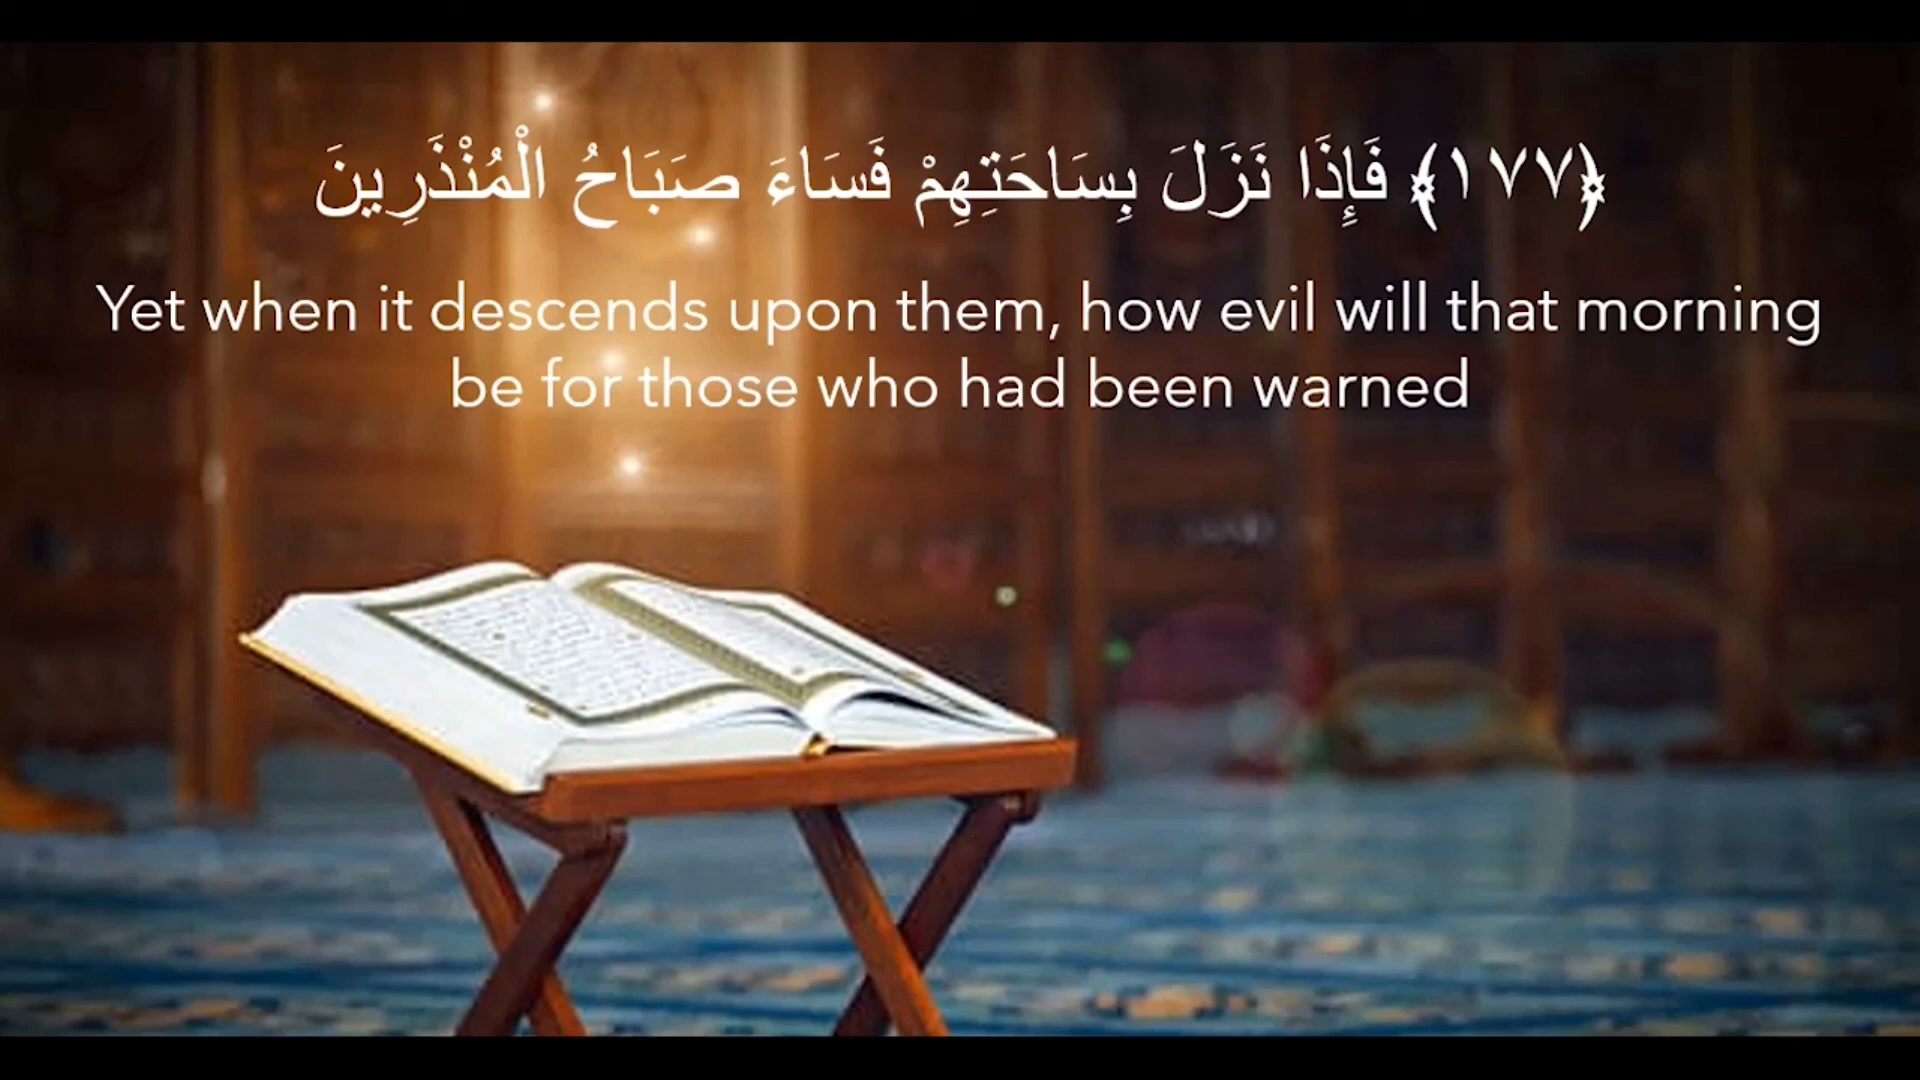 ﴿١٧٧﴾ فَإِذَا نَزَلَ بِسَاحَتِهِمْ فَسَاءَ صَبَاحُ الْمُنْذَرِينَ
Yet when it descends upon them, how evil will that morning
be for those who had been warned